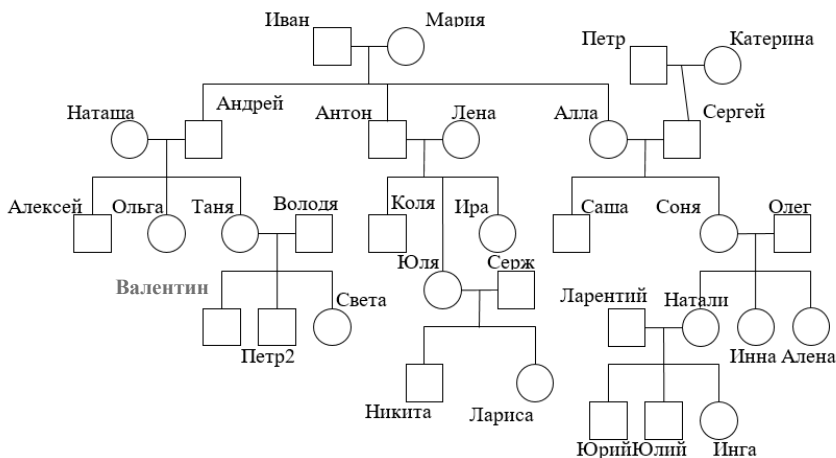 Иван Мария
Петр Катерина
Наташа Андрей Антон Лена Алла Сергей
Алексей Ольга Таня Володя Коля Ира Саша Соня Олег
Юля Серж
Валентин Света Ларентий Натали
Петр2 Инна Алена
Никита Лариса
Юрий Юлий Инга